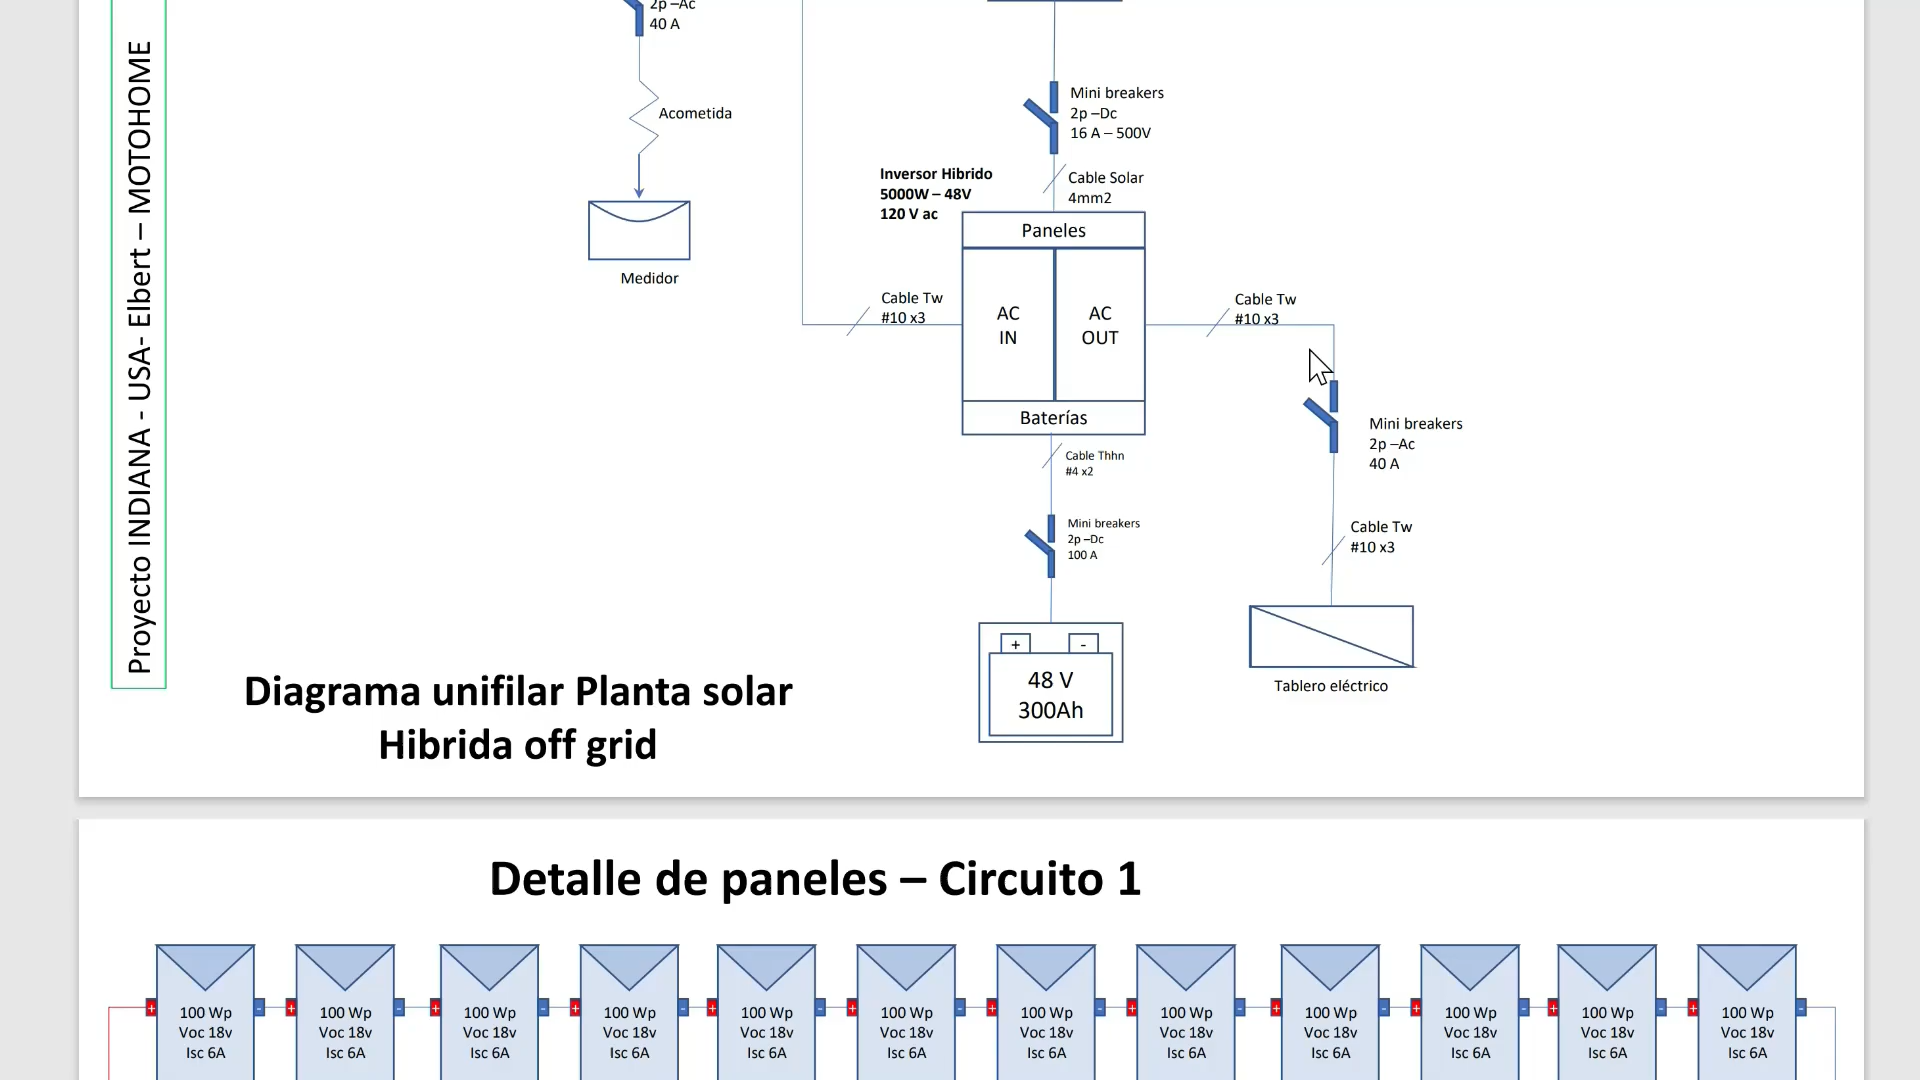 2p –Ac
40 A
Proyecto INDIANA - USA- Elbert – MOTOHOME
Acometida
Medidor
Mini breakers
2p –Dc
16 A – 500V
Cable Solar
4mm2
Inversor Hibrido
5000W – 48V
120 V ac
Paneles
Cable Tw
#10 x3
AC
IN
AC
OUT
Cable Tw
#10 x3
Baterías
Mini breakers
2p –Ac
40 A
Cable Thhn
#4 x2
Mini breakers
2p –Dc
100 A
Cable Tw
#10 x3
+ -
48 V
300Ah
Tablero eléctrico
Diagrama unifilar Planta solar
Hibrida off grid
Detalle de paneles – Circuito 1
+ - + - + - + - + - + - + - + - + - + - + - + -
100 Wp 100 Wp 100 Wp 100 Wp 100 Wp 100 Wp 100 Wp 100 Wp 100 Wp 100 Wp 100 Wp 100 Wp
Voc 18v Voc 18v Voc 18v Voc 18v Voc 18v Voc 18v Voc 18v Voc 18v Voc 18v Voc 18v Voc 18v Voc 18v
Isc 6A Isc 6A Isc 6A Isc 6A Isc 6A Isc 6A Isc 6A Isc 6A Isc 6A Isc 6A Isc 6A Isc 6A